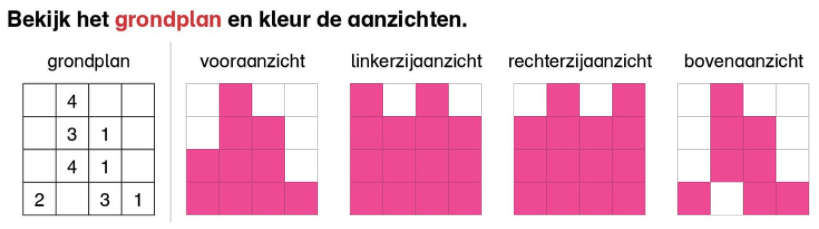 Bekijk het grondplan en kleur de aanzichten.
grondplan vooraanzicht linkerzijaanzicht rechterzijaanzicht bovenaanzicht
4
3 1
4 1
2 3 1